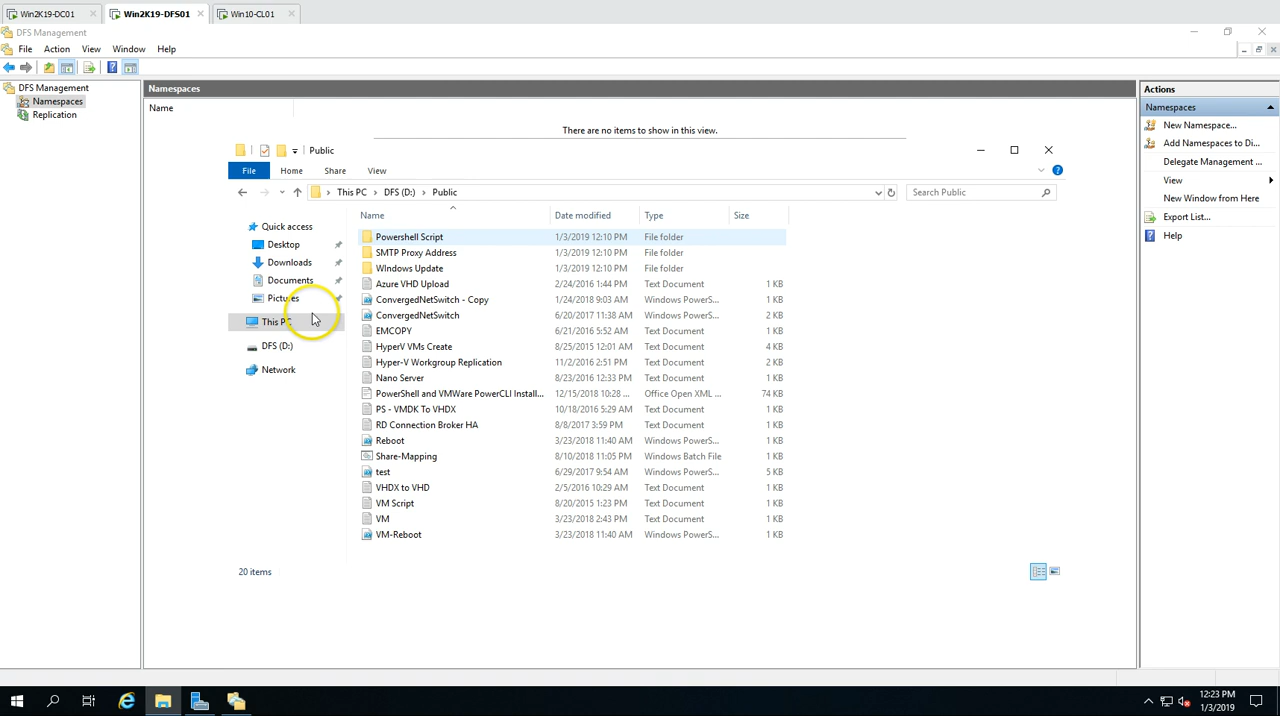 Win2K19-DC01 Win2K19-DFS01 Win10-CL01
DFS Management
File Action View Window Help
DFS Management
Namespaces
Replication
Namespaces
Name
There are no items to show in this view.
Public
File Home Share View
This PC DFS (D:) Public
Search Public
Quick access
Desktop
Downloads
Documents
Pictures
This PC
DFS (D:)
Network
Name Date modified Type Size
Powershell Script 1/3/2019 12:10 PM File folder
SMTP Proxy Address 1/3/2019 12:10 PM File folder
WIndows Update 1/3/2019 12:10 PM File folder
Azure VHD Upload 2/24/2016 1:44 PM Text Document 1 KB
ConvergedNetSwitch - Copy 1/24/2018 9:03 AM Windows PowerS... 1 KB
ConvergedNetSwitch 6/20/2017 11:38 AM Windows PowerS... 2 KB
EMCOPY 6/21/2016 5:52 AM Text Document 1 KB
HyperV VMs Create 8/25/2015 12:01 AM Text Document 4 KB
Hyper-V Workgroup Replication 11/2/2016 2:51 PM Text Document 2 KB
Nano Server 8/23/2016 12:33 PM Text Document 1 KB
PowerShell and VMWare PowerCLI Install... 12/15/2018 10:28 ... Office Open XML ... 74 KB
PS - VMDK To VHDX 10/18/2016 5:29 AM Text Document 1 KB
RD Connection Broker HA 8/8/2017 3:59 PM Text Document 1 KB
Reboot 3/23/2018 11:40 AM Windows PowerS... 1 KB
Share-Mapping 8/10/2018 11:05 PM Windows Batch File 1 KB
test 6/29/2017 9:54 AM Windows PowerS... 5 KB
VHDX to VHD 2/5/2016 10:29 AM Text Document 1 KB
VM Script 8/20/2015 1:23 PM Text Document 1 KB
VM 3/23/2018 2:43 PM Text Document 1 KB
VM-Reboot 3/23/2018 11:40 AM Windows PowerS... 1 KB
20 items
Actions
Namespaces
New Namespace...
Add Namespaces to Di...
Delegate Management ...
View
New Window from Here
Export List...
Help
12:23 PM
1/3/2019